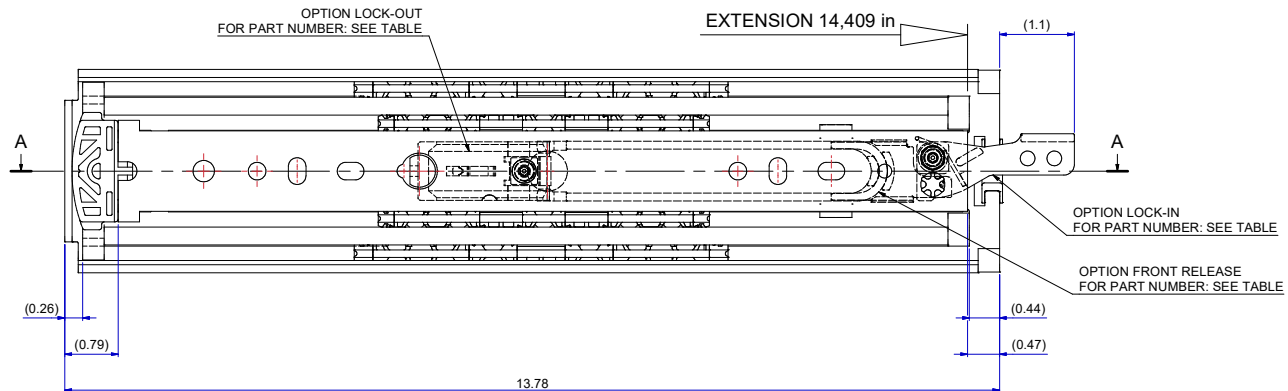 OPTION LOCK-OUT
FOR PART NUMBER: SEE TABLE
EXTENSION 14,409 in
(1.1)
A
A
OPTION LOCK-IN
FOR PART NUMBER: SEE TABLE
OPTION FRONT RELEASE
FOR PART NUMBER: SEE TABLE
(0.26)
(0.44)
(0.79)
(0.47)
13.78